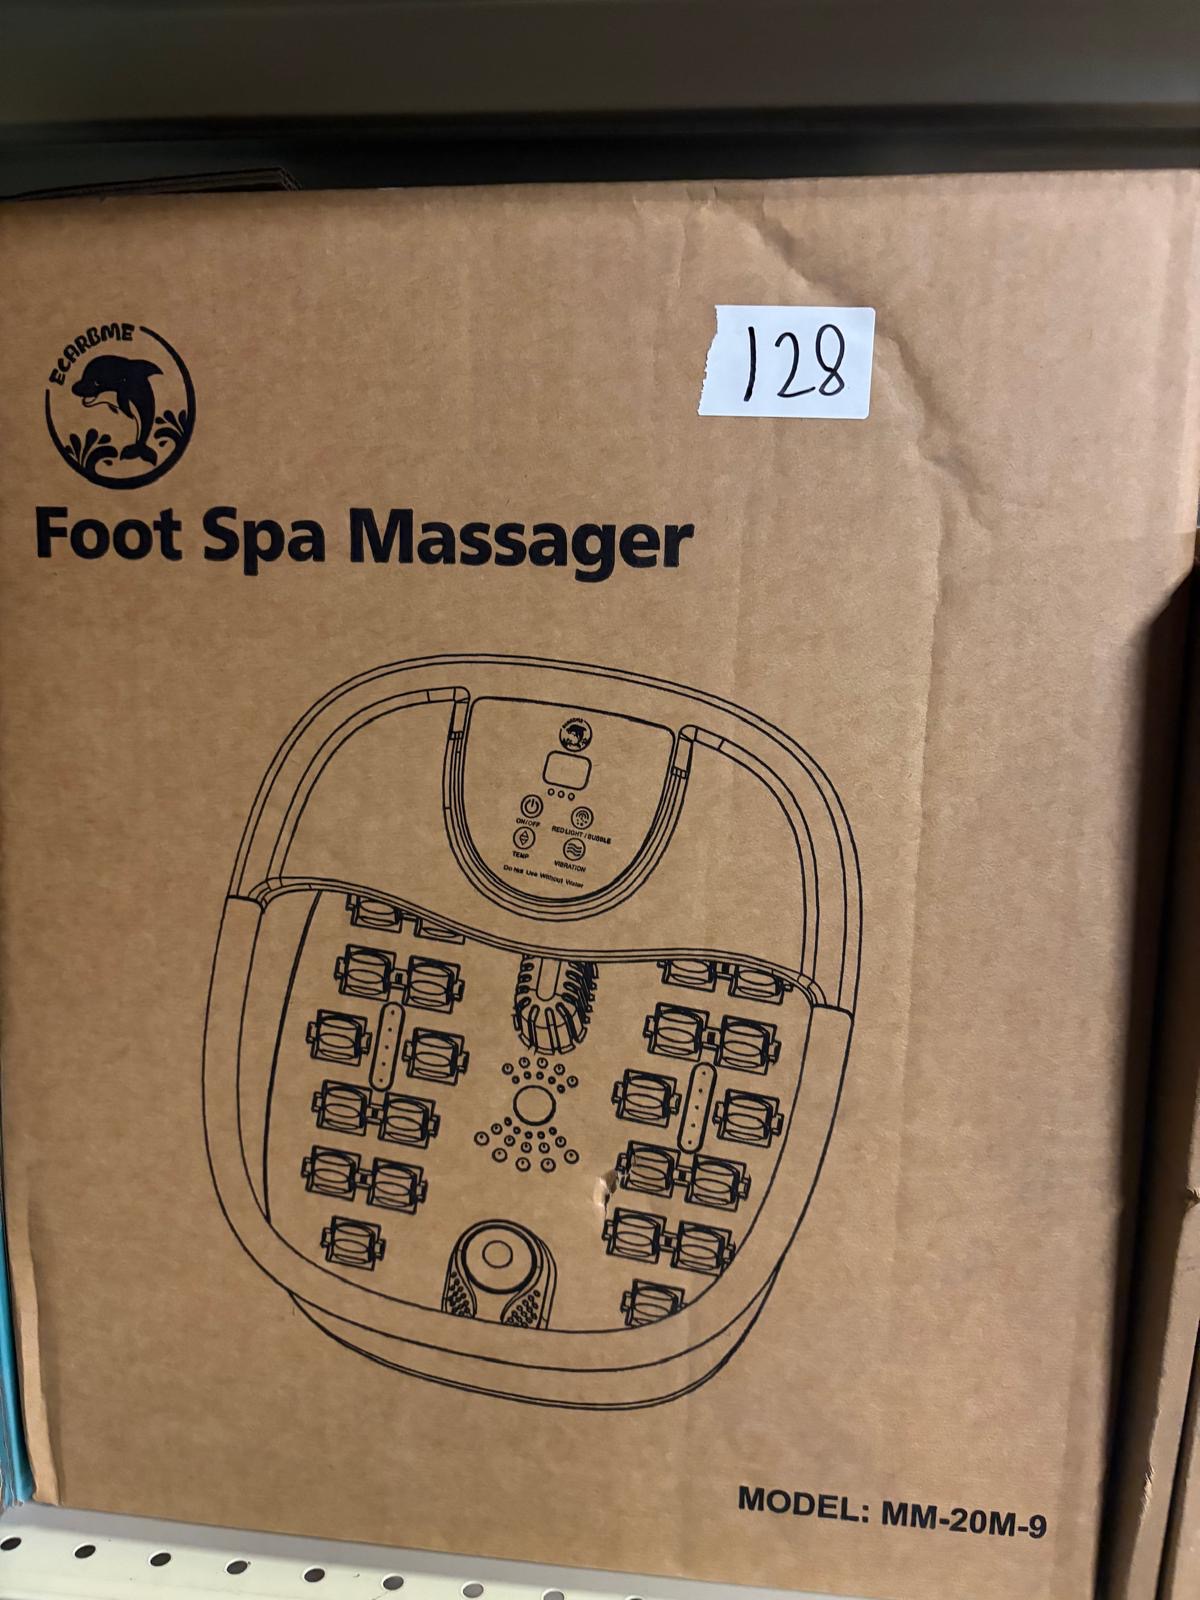 ECARBME
128
Foot Spa Massager
ECARBME
ON/OFF
RED LIGHT / BUBBLE
TEMP
VIBRATION
Do Not Use Without Water
MODEL: MM-20M-9